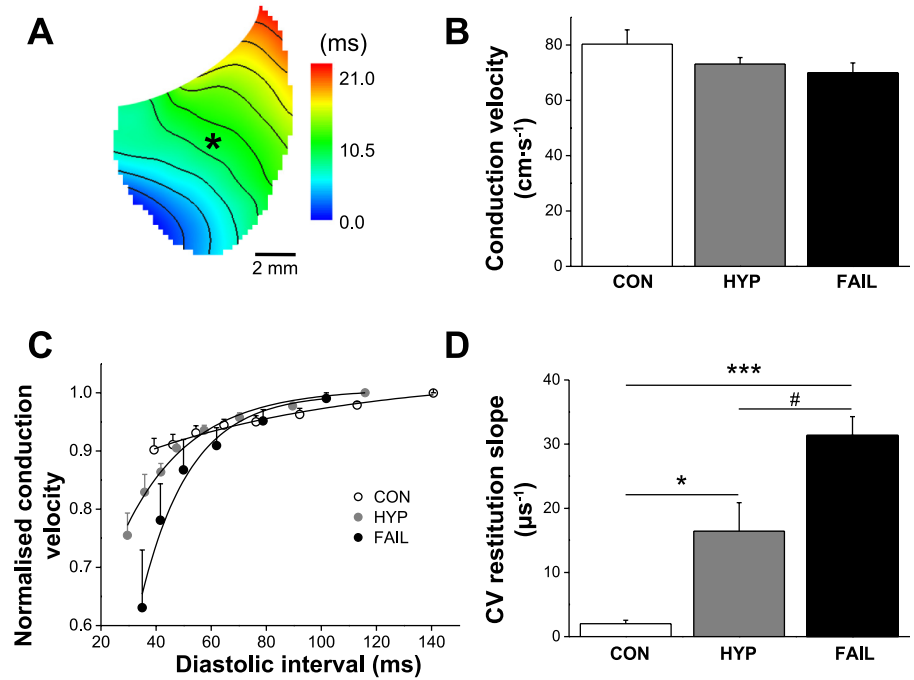 A
(ms)
21.0
10.5
0.0
*
2 mm
B
Conduction velocity
(cm·s⁻¹)
80
60
40
20
0
CON
HYP
FAIL
C
Normalised conduction
velocity
1.0
0.9
0.8
0.7
0.6
20
40
60
80
100
120
140
Diastolic interval (ms)
CON
HYP
FAIL
D
CV restitution slope
(µs⁻¹)
40
30
20
10
0
***
#
*
CON
HYP
FAIL